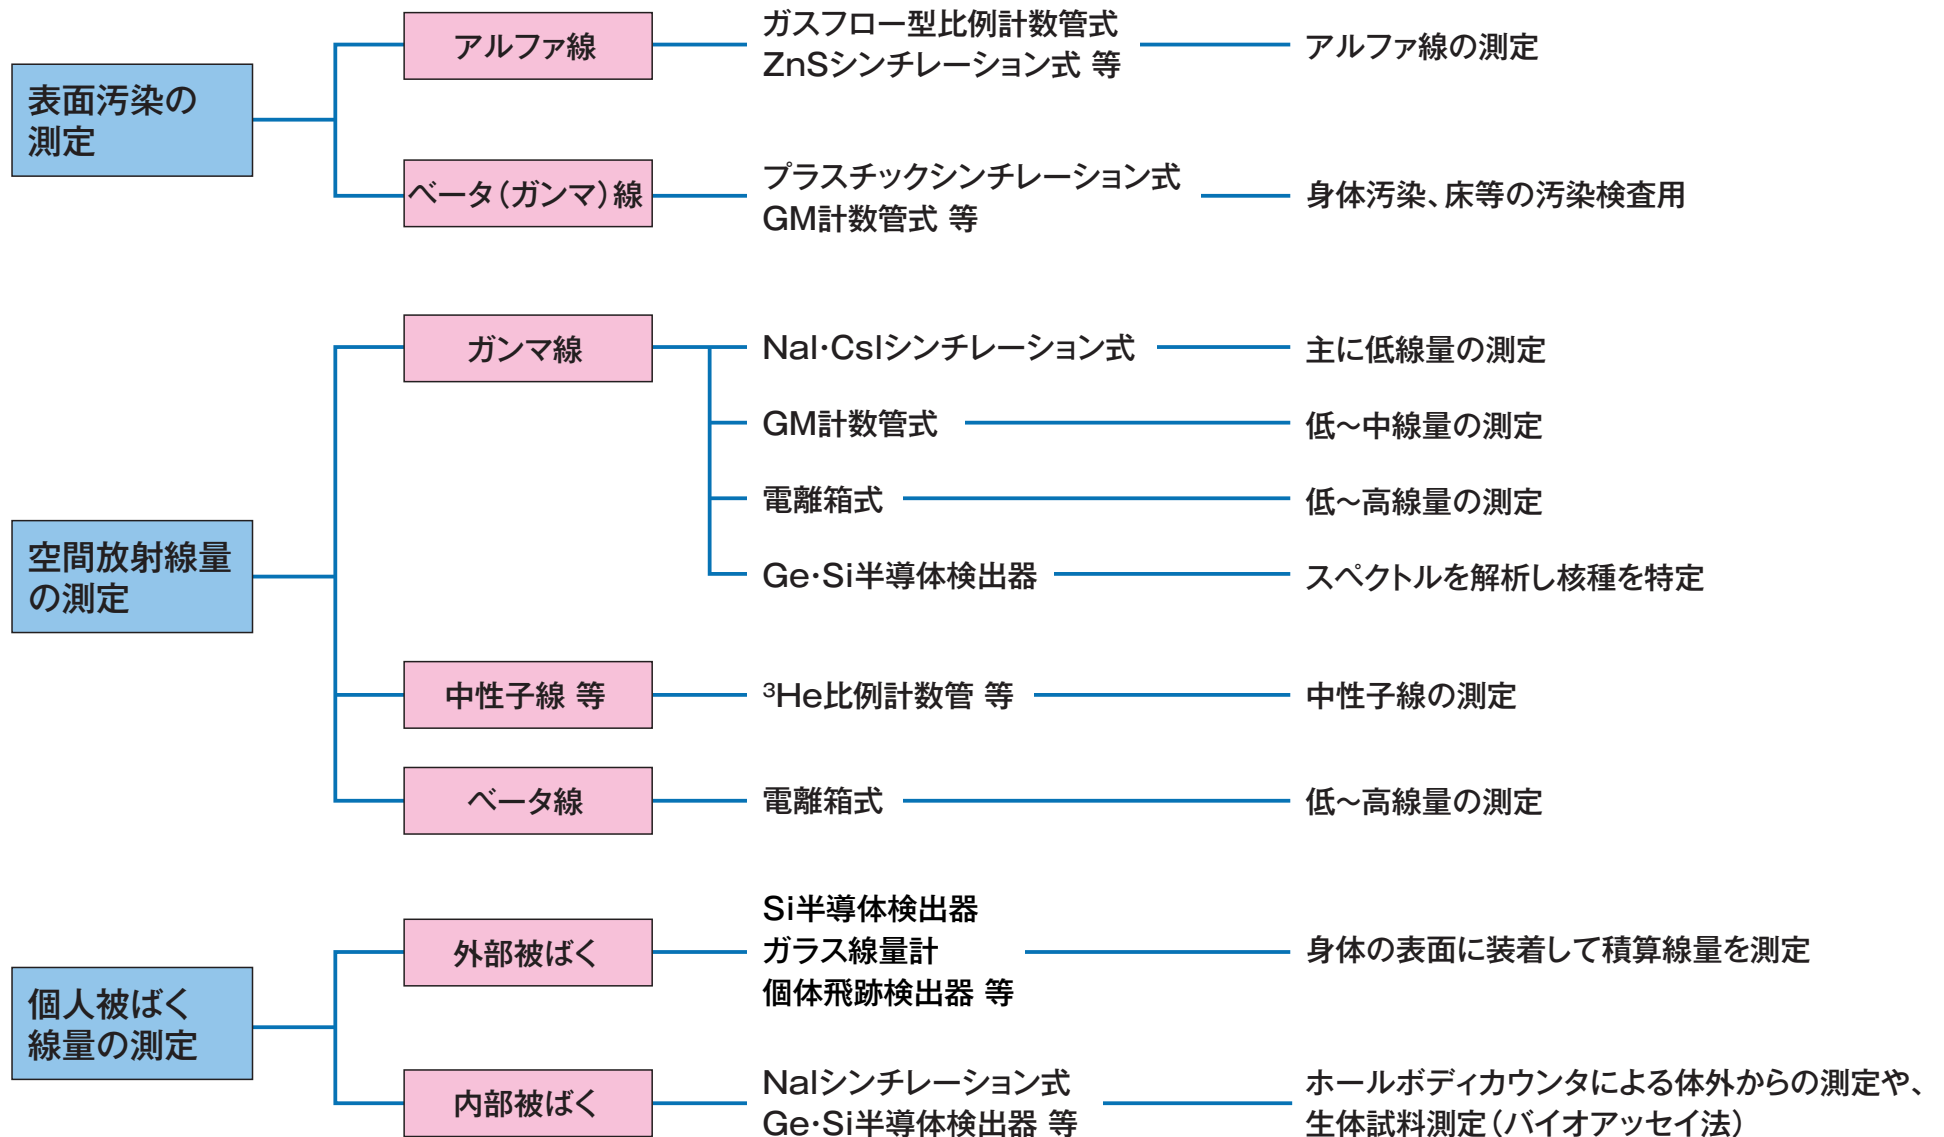 表面汚染の
測定
アルファ線
ガスフロー型比例計数管式
ZnSシンチレーション式 等
アルファ線の測定
ベータ(ガンマ)線
プラスチックシンチレーション式
GM計数管式 等
身体汚染、床等の汚染検査用
空間放射線量
の測定
ガンマ線
NaI·CsIシンチレーション式
主に低線量の測定
GM計数管式
低〜中線量の測定
電離箱式
低〜高線量の測定
Ge·Si半導体検出器
スペクトルを解析し核種を特定
中性子線 等
³He比例計数管 等
中性子線の測定
ベータ線
電離箱式
低〜高線量の測定
個人被ばく
線量の測定
外部被ばく
Si半導体検出器
ガラス線量計
個体飛跡検出器 等
身体の表面に装着して積算線量を測定
内部被ばく
NaIシンチレーション式
Ge·Si半導体検出器 等
ホールボディカウンタによる体外からの測定や、
生体試料測定(バイオアッセイ法)